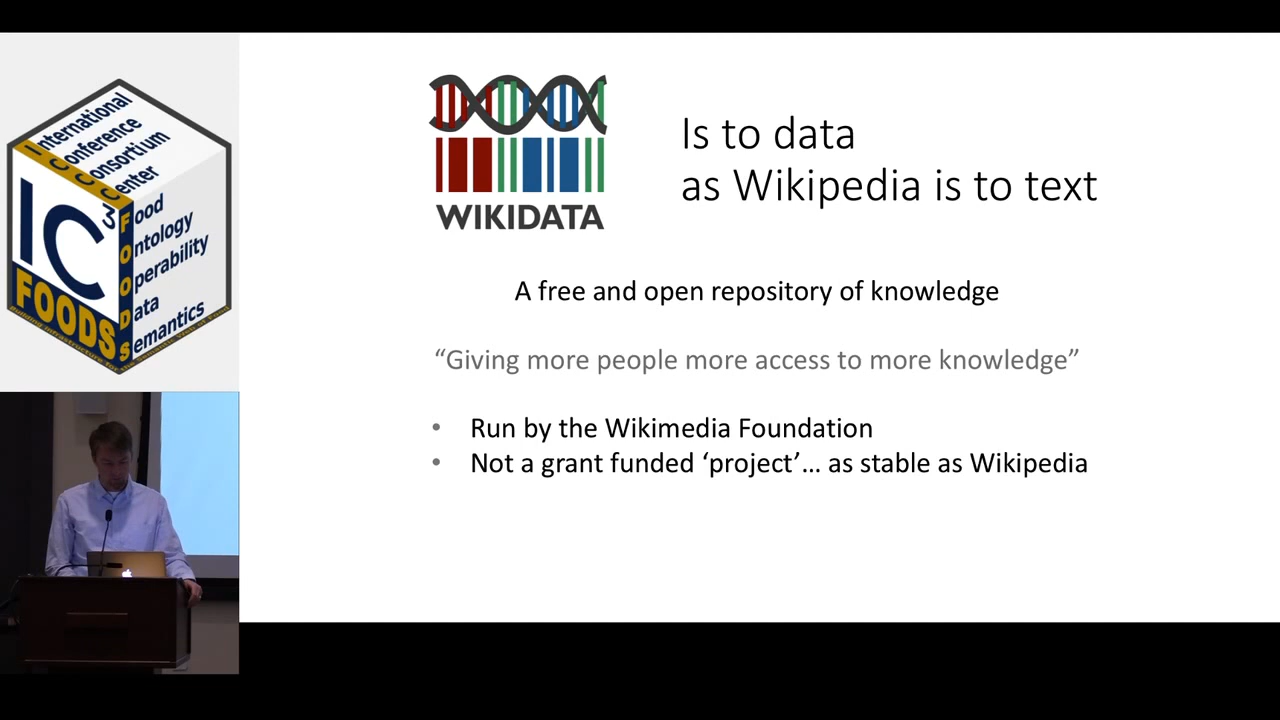 International
Conference
Consortium
Center
IC3
FOODS
Food
Ontology
Operability
Data
Semantics
WIKIDATA
Is to data
as Wikipedia is to text
A free and open repository of knowledge
“Giving more people more access to more knowledge”
• Run by the Wikimedia Foundation
• Not a grant funded ‘project’... as stable as Wikipedia